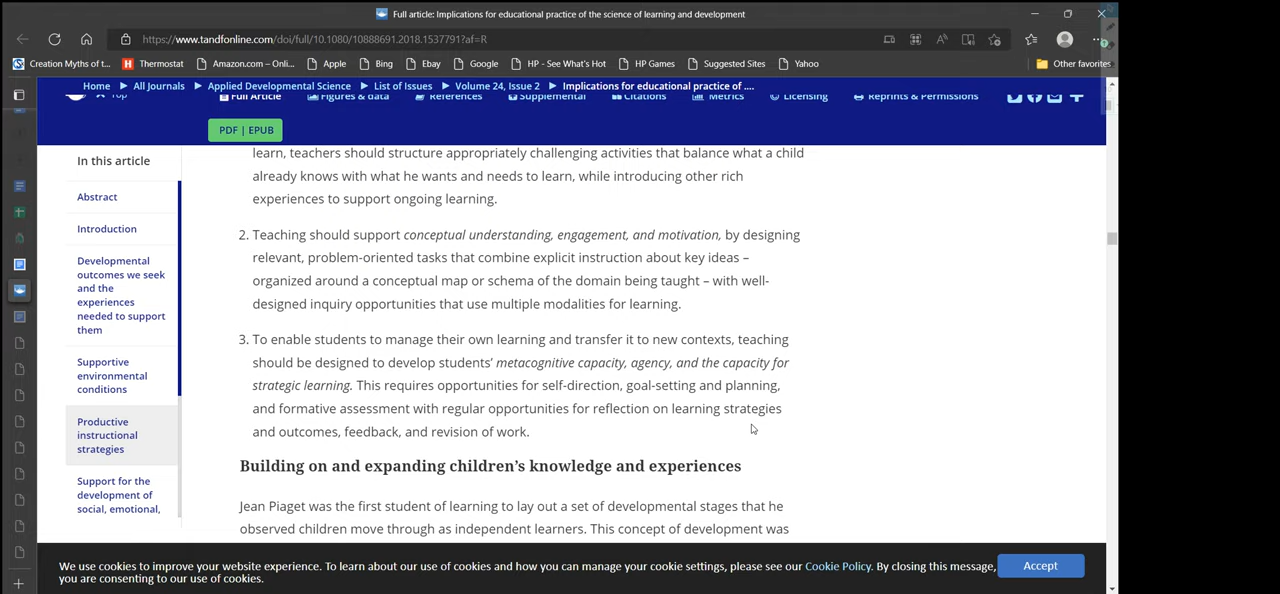 Full article: Implications for educational practice of the science of learning and development
https://www.tandfonline.com/doi/full/10.1080/10888691.2018.1537791?af=R
Creation Myths of t...
Thermostat
Amazon.com – Onli...
Apple
Bing
Ebay
Google
HP - See What's Hot
HP Games
Suggested Sites
Yahoo
Other favorites
Home ▶ All Journals ▶ Applied Developmental Science ▶ List of Issues ▶ Volume 24, Issue 2 ▶ Implications for educational practice of ....
Top
Full Article
Figures & data
References
Supplemental
Citations
Metrics
Licensing
Reprints & Permissions
PDF | EPUB
In this article
Abstract
Introduction
Developmental
outcomes we seek
and the
experiences
needed to support
them
Supportive
environmental
conditions
Productive
instructional
strategies
Support for the
development of
social, emotional,
learn, teachers should structure appropriately challenging activities that balance what a child
already knows with what he wants and needs to learn, while introducing other rich
experiences to support ongoing learning.
2. Teaching should support conceptual understanding, engagement, and motivation, by designing
relevant, problem-oriented tasks that combine explicit instruction about key ideas –
organized around a conceptual map or schema of the domain being taught – with well-
designed inquiry opportunities that use multiple modalities for learning.
3. To enable students to manage their own learning and transfer it to new contexts, teaching
should be designed to develop students' metacognitive capacity, agency, and the capacity for
strategic learning. This requires opportunities for self-direction, goal-setting and planning,
and formative assessment with regular opportunities for reflection on learning strategies
and outcomes, feedback, and revision of work.
Building on and expanding children's knowledge and experiences
Jean Piaget was the first student of learning to lay out a set of developmental stages that he
observed children move through as independent learners. This concept of development was
We use cookies to improve your website experience. To learn about our use of cookies and how you can manage your cookie settings, please see our Cookie Policy. By closing this message,
you are consenting to our use of cookies.
Accept